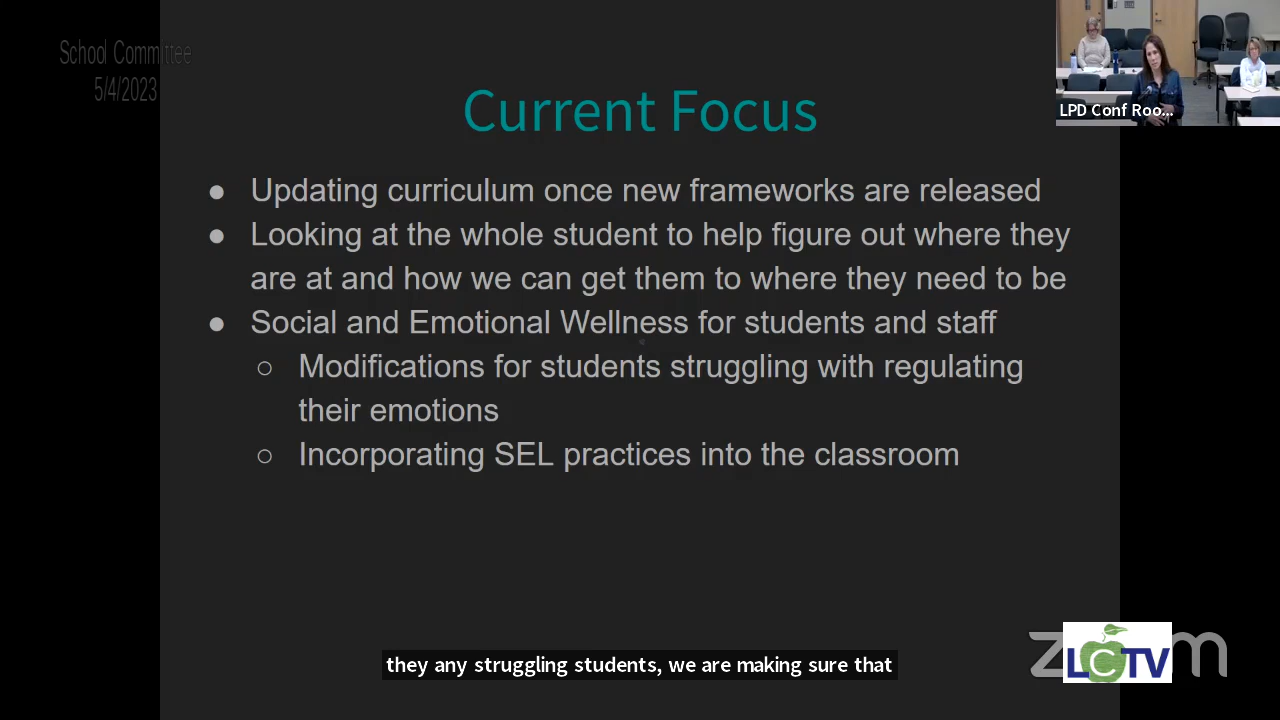 School Committee
5/4/2023
LPD Conf Roo...
Current Focus
● Updating curriculum once new frameworks are released
● Looking at the whole student to help figure out where they
are at and how we can get them to where they need to be
● Social and Emotional Wellness for students and staff
○ Modifications for students struggling with regulating
their emotions
○ Incorporating SEL practices into the classroom
they any struggling students, we are making sure that
LCTV